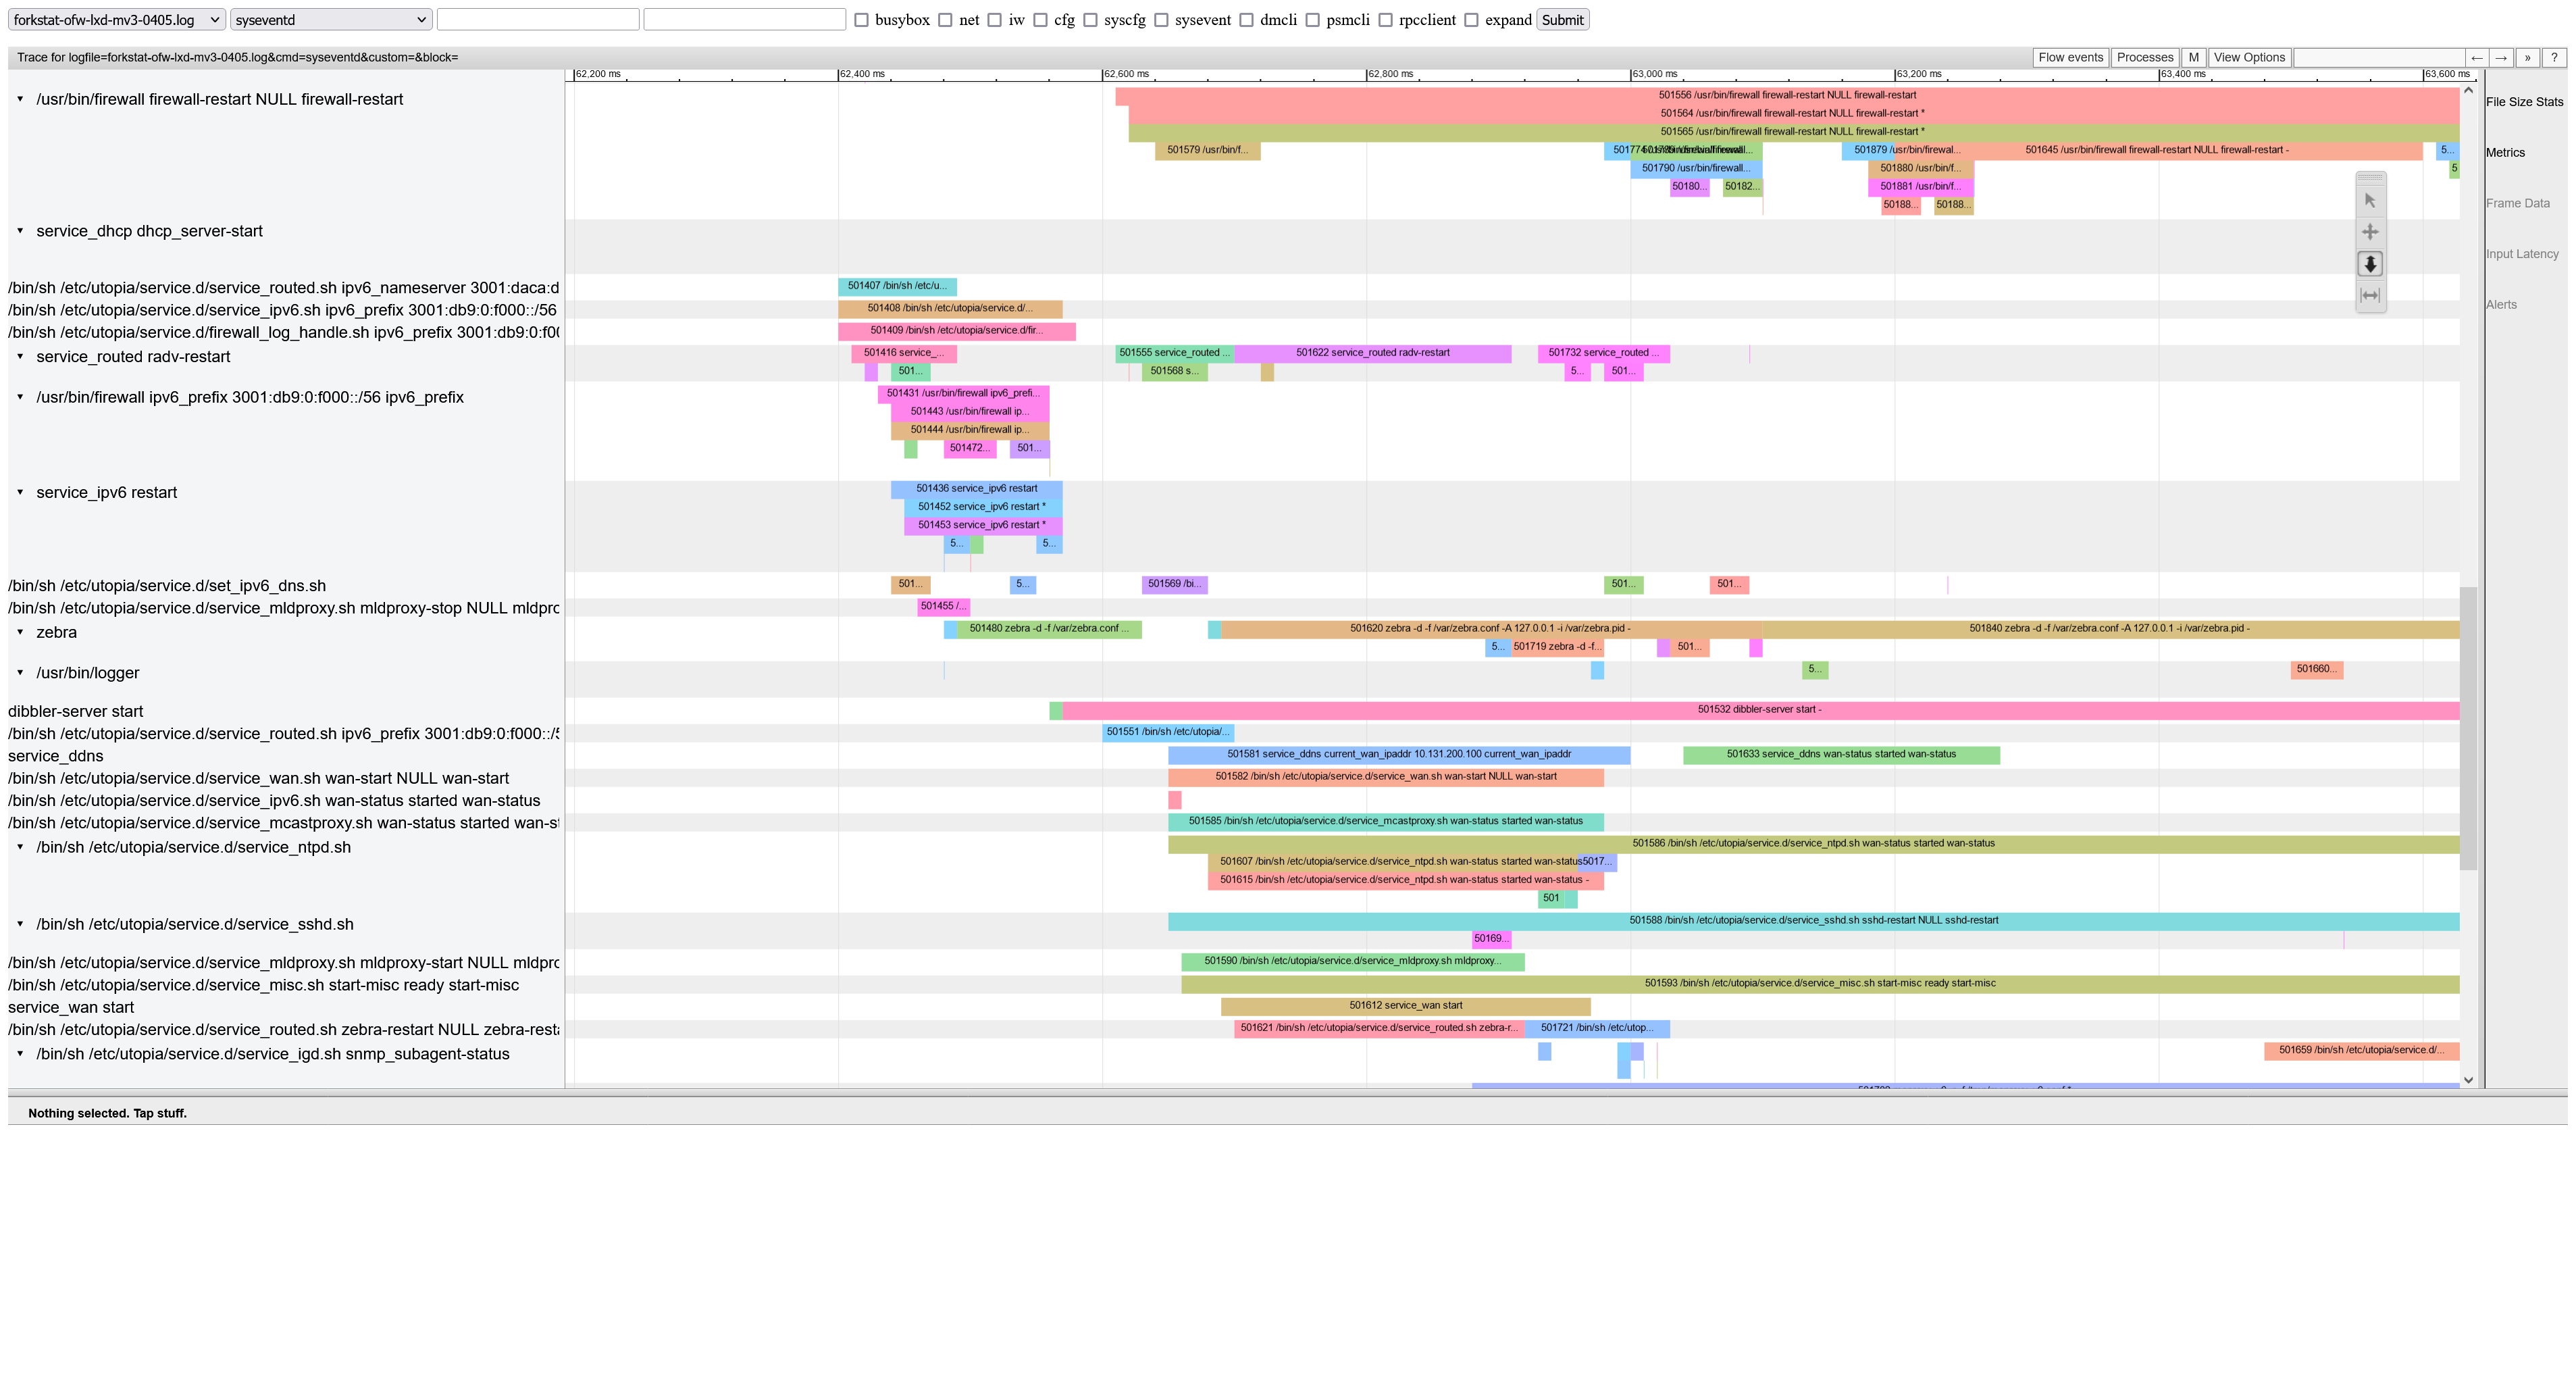 forkstat-ofw-lxd-mv3-0405.log syseventd busybox net iw cfg syscfg sysevent dmcli psmcli rpcclient expand Submit
Trace for logfile=forkstat-ofw-lxd-mv3-0405.log&cmd=syseventd&custom=&block= Flow events Processes M View Options ← → » ?
62,200 ms 62,400 ms 62,600 ms 62,800 ms 63,000 ms 63,200 ms 63,400 ms 63,600 ms
/usr/bin/firewall firewall-restart NULL firewall-restart
501556 /usr/bin/firewall firewall-restart NULL firewall-restart
501564 /usr/bin/firewall firewall-restart NULL firewall-restart *
501565 /usr/bin/firewall firewall-restart NULL firewall-restart *
501579 /usr/bin/f... 501879 /usr/bin/firewal... 501645 /usr/bin/firewall firewall-restart NULL firewall-restart - 5...
501790 /usr/bin/firewall... 501880 /usr/bin/f... 5
50180... 50182... 501881 /usr/bin/f...
50188... 50188...
File Size Stats
Metrics
Frame Data
Input Latency
Alerts
service_dhcp dhcp_server-start
/bin/sh /etc/utopia/service.d/service_routed.sh ipv6_nameserver 3001:daca:d 501407 /bin/sh /etc/u...
/bin/sh /etc/utopia/service.d/service_ipv6.sh ipv6_prefix 3001:db9:0:f000::/56 501408 /bin/sh /etc/utopia/service.d/...
/bin/sh /etc/utopia/service.d/firewall_log_handle.sh ipv6_prefix 3001:db9:0:f00 501409 /bin/sh /etc/utopia/service.d/fir...
service_routed radv-restart 501416 service_... 501555 service_routed ... 501622 service_routed radv-restart 501732 service_routed ...
501... 501568 s... 5... 501...
/usr/bin/firewall ipv6_prefix 3001:db9:0:f000::/56 ipv6_prefix 501431 /usr/bin/firewall ipv6_prefi...
501443 /usr/bin/firewall ip...
501444 /usr/bin/firewall ip...
501472... 501...
service_ipv6 restart 501436 service_ipv6 restart
501452 service_ipv6 restart *
501453 service_ipv6 restart *
5... 5...
/bin/sh /etc/utopia/service.d/set_ipv6_dns.sh 501... 5... 501569 /bi... 501... 501...
/bin/sh /etc/utopia/service.d/service_mldproxy.sh mldproxy-stop NULL mldprc 501455 /...
zebra 501480 zebra -d -f /var/zebra.conf ... 501620 zebra -d -f /var/zebra.conf -A 127.0.0.1 -i /var/zebra.pid - 501840 zebra -d -f /var/zebra.conf -A 127.0.0.1 -i /var/zebra.pid -
5... 501719 zebra -d -f... 501...
/usr/bin/logger 5... 501660...
dibbler-server start 501532 dibbler-server start -
/bin/sh /etc/utopia/service.d/service_routed.sh ipv6_prefix 3001:db9:0:f000::/5 501551 /bin/sh /etc/utopia/...
service_ddns 501581 service_ddns current_wan_ipaddr 10.131.200.100 current_wan_ipaddr 501633 service_ddns wan-status started wan-status
/bin/sh /etc/utopia/service.d/service_wan.sh wan-start NULL wan-start 501582 /bin/sh /etc/utopia/service.d/service_wan.sh wan-start NULL wan-start
/bin/sh /etc/utopia/service.d/service_ipv6.sh wan-status started wan-status
/bin/sh /etc/utopia/service.d/service_mcastproxy.sh wan-status started wan-st 501585 /bin/sh /etc/utopia/service.d/service_mcastproxy.sh wan-status started wan-status
/bin/sh /etc/utopia/service.d/service_ntpd.sh 501586 /bin/sh /etc/utopia/service.d/service_ntpd.sh wan-status started wan-status
501607 /bin/sh /etc/utopia/service.d/service_ntpd.sh wan-status started wan-status 5017...
501615 /bin/sh /etc/utopia/service.d/service_ntpd.sh wan-status started wan-status -
501
/bin/sh /etc/utopia/service.d/service_sshd.sh 501588 /bin/sh /etc/utopia/service.d/service_sshd.sh sshd-restart NULL sshd-restart
50169...
/bin/sh /etc/utopia/service.d/service_mldproxy.sh mldproxy-start NULL mldprc 501590 /bin/sh /etc/utopia/service.d/service_mldproxy.sh mldproxy...
/bin/sh /etc/utopia/service.d/service_misc.sh start-misc ready start-misc 501593 /bin/sh /etc/utopia/service.d/service_misc.sh start-misc ready start-misc
service_wan start 501612 service_wan start
/bin/sh /etc/utopia/service.d/service_routed.sh zebra-restart NULL zebra-resta 501621 /bin/sh /etc/utopia/service.d/service_routed.sh zebra-r... 501721 /bin/sh /etc/utop...
/bin/sh /etc/utopia/service.d/service_igd.sh snmp_subagent-status 501659 /bin/sh /etc/utopia/service.d/...
Nothing selected. Tap stuff.